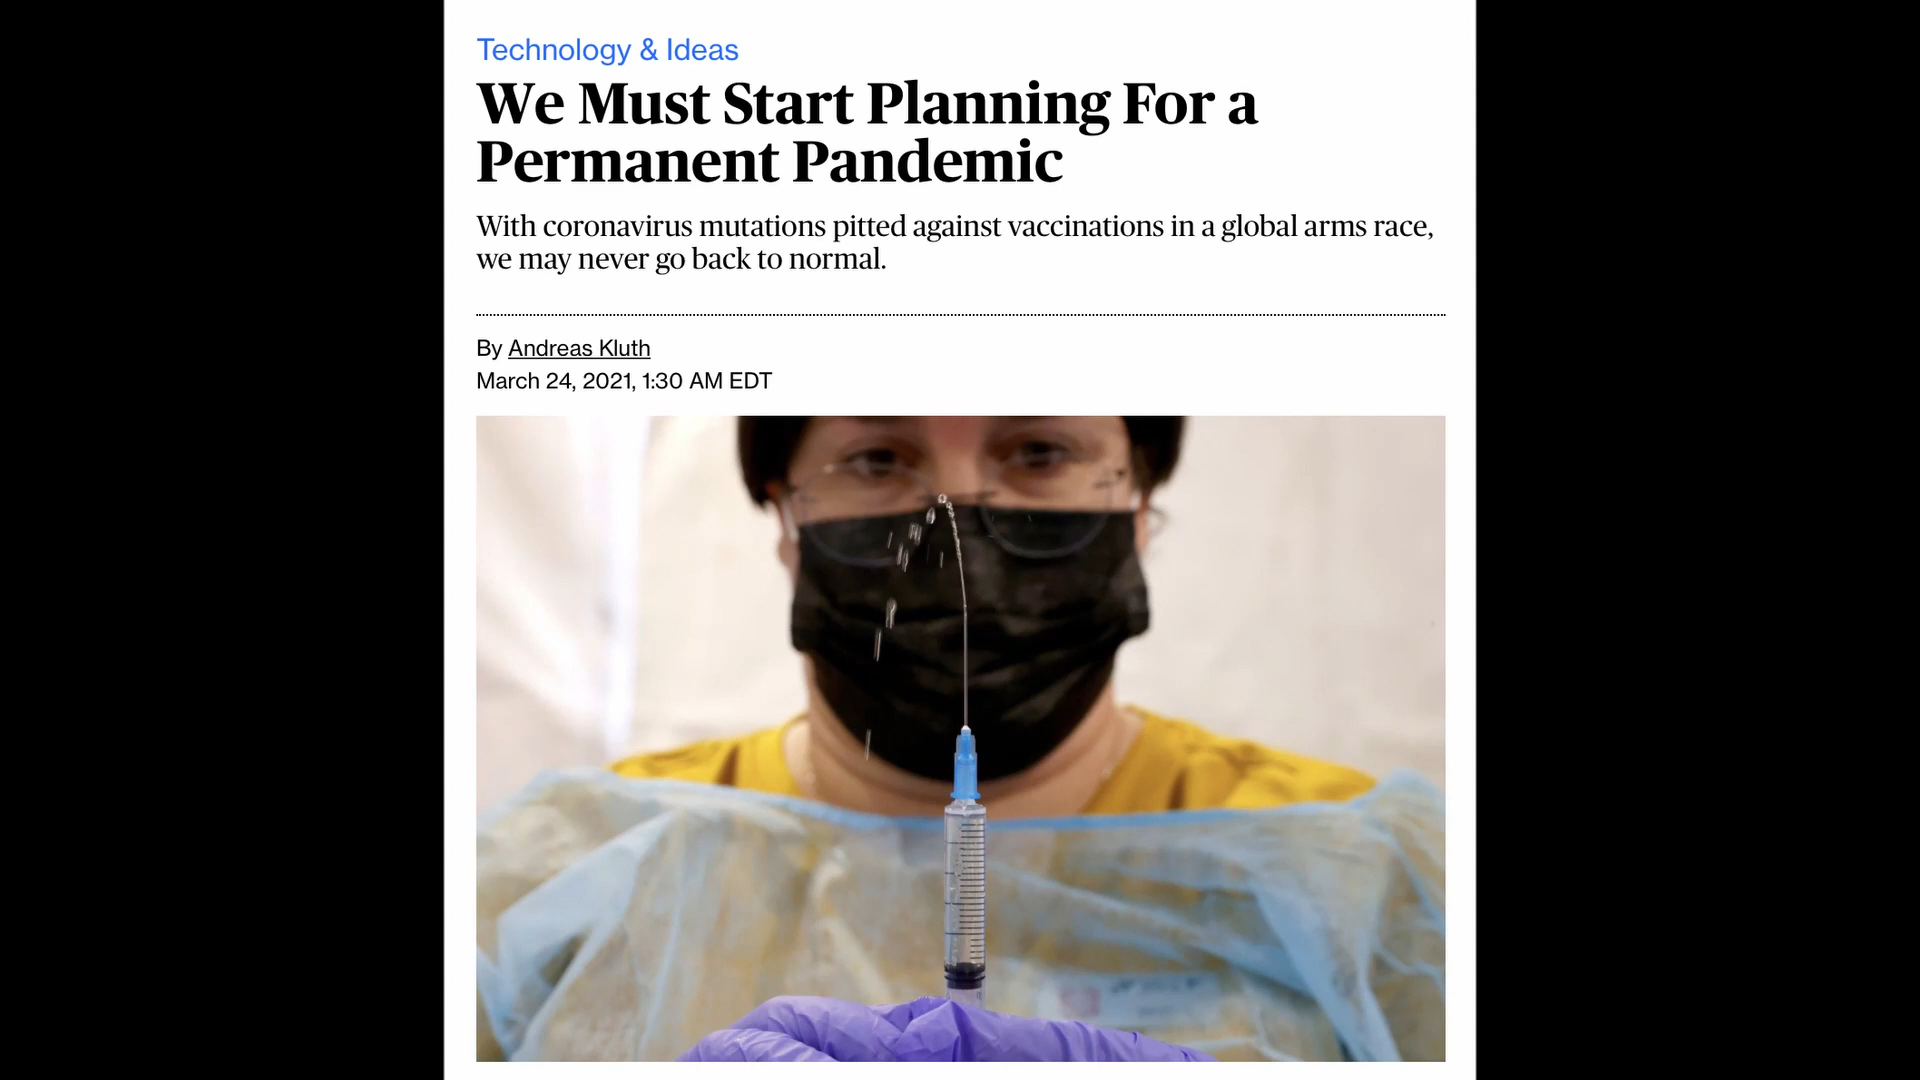 Technology & Ideas
We Must Start Planning For a
Permanent Pandemic
With coronavirus mutations pitted against vaccinations in a global arms race,
we may never go back to normal.
By Andreas Kluth
March 24, 2021, 1:30 AM EDT